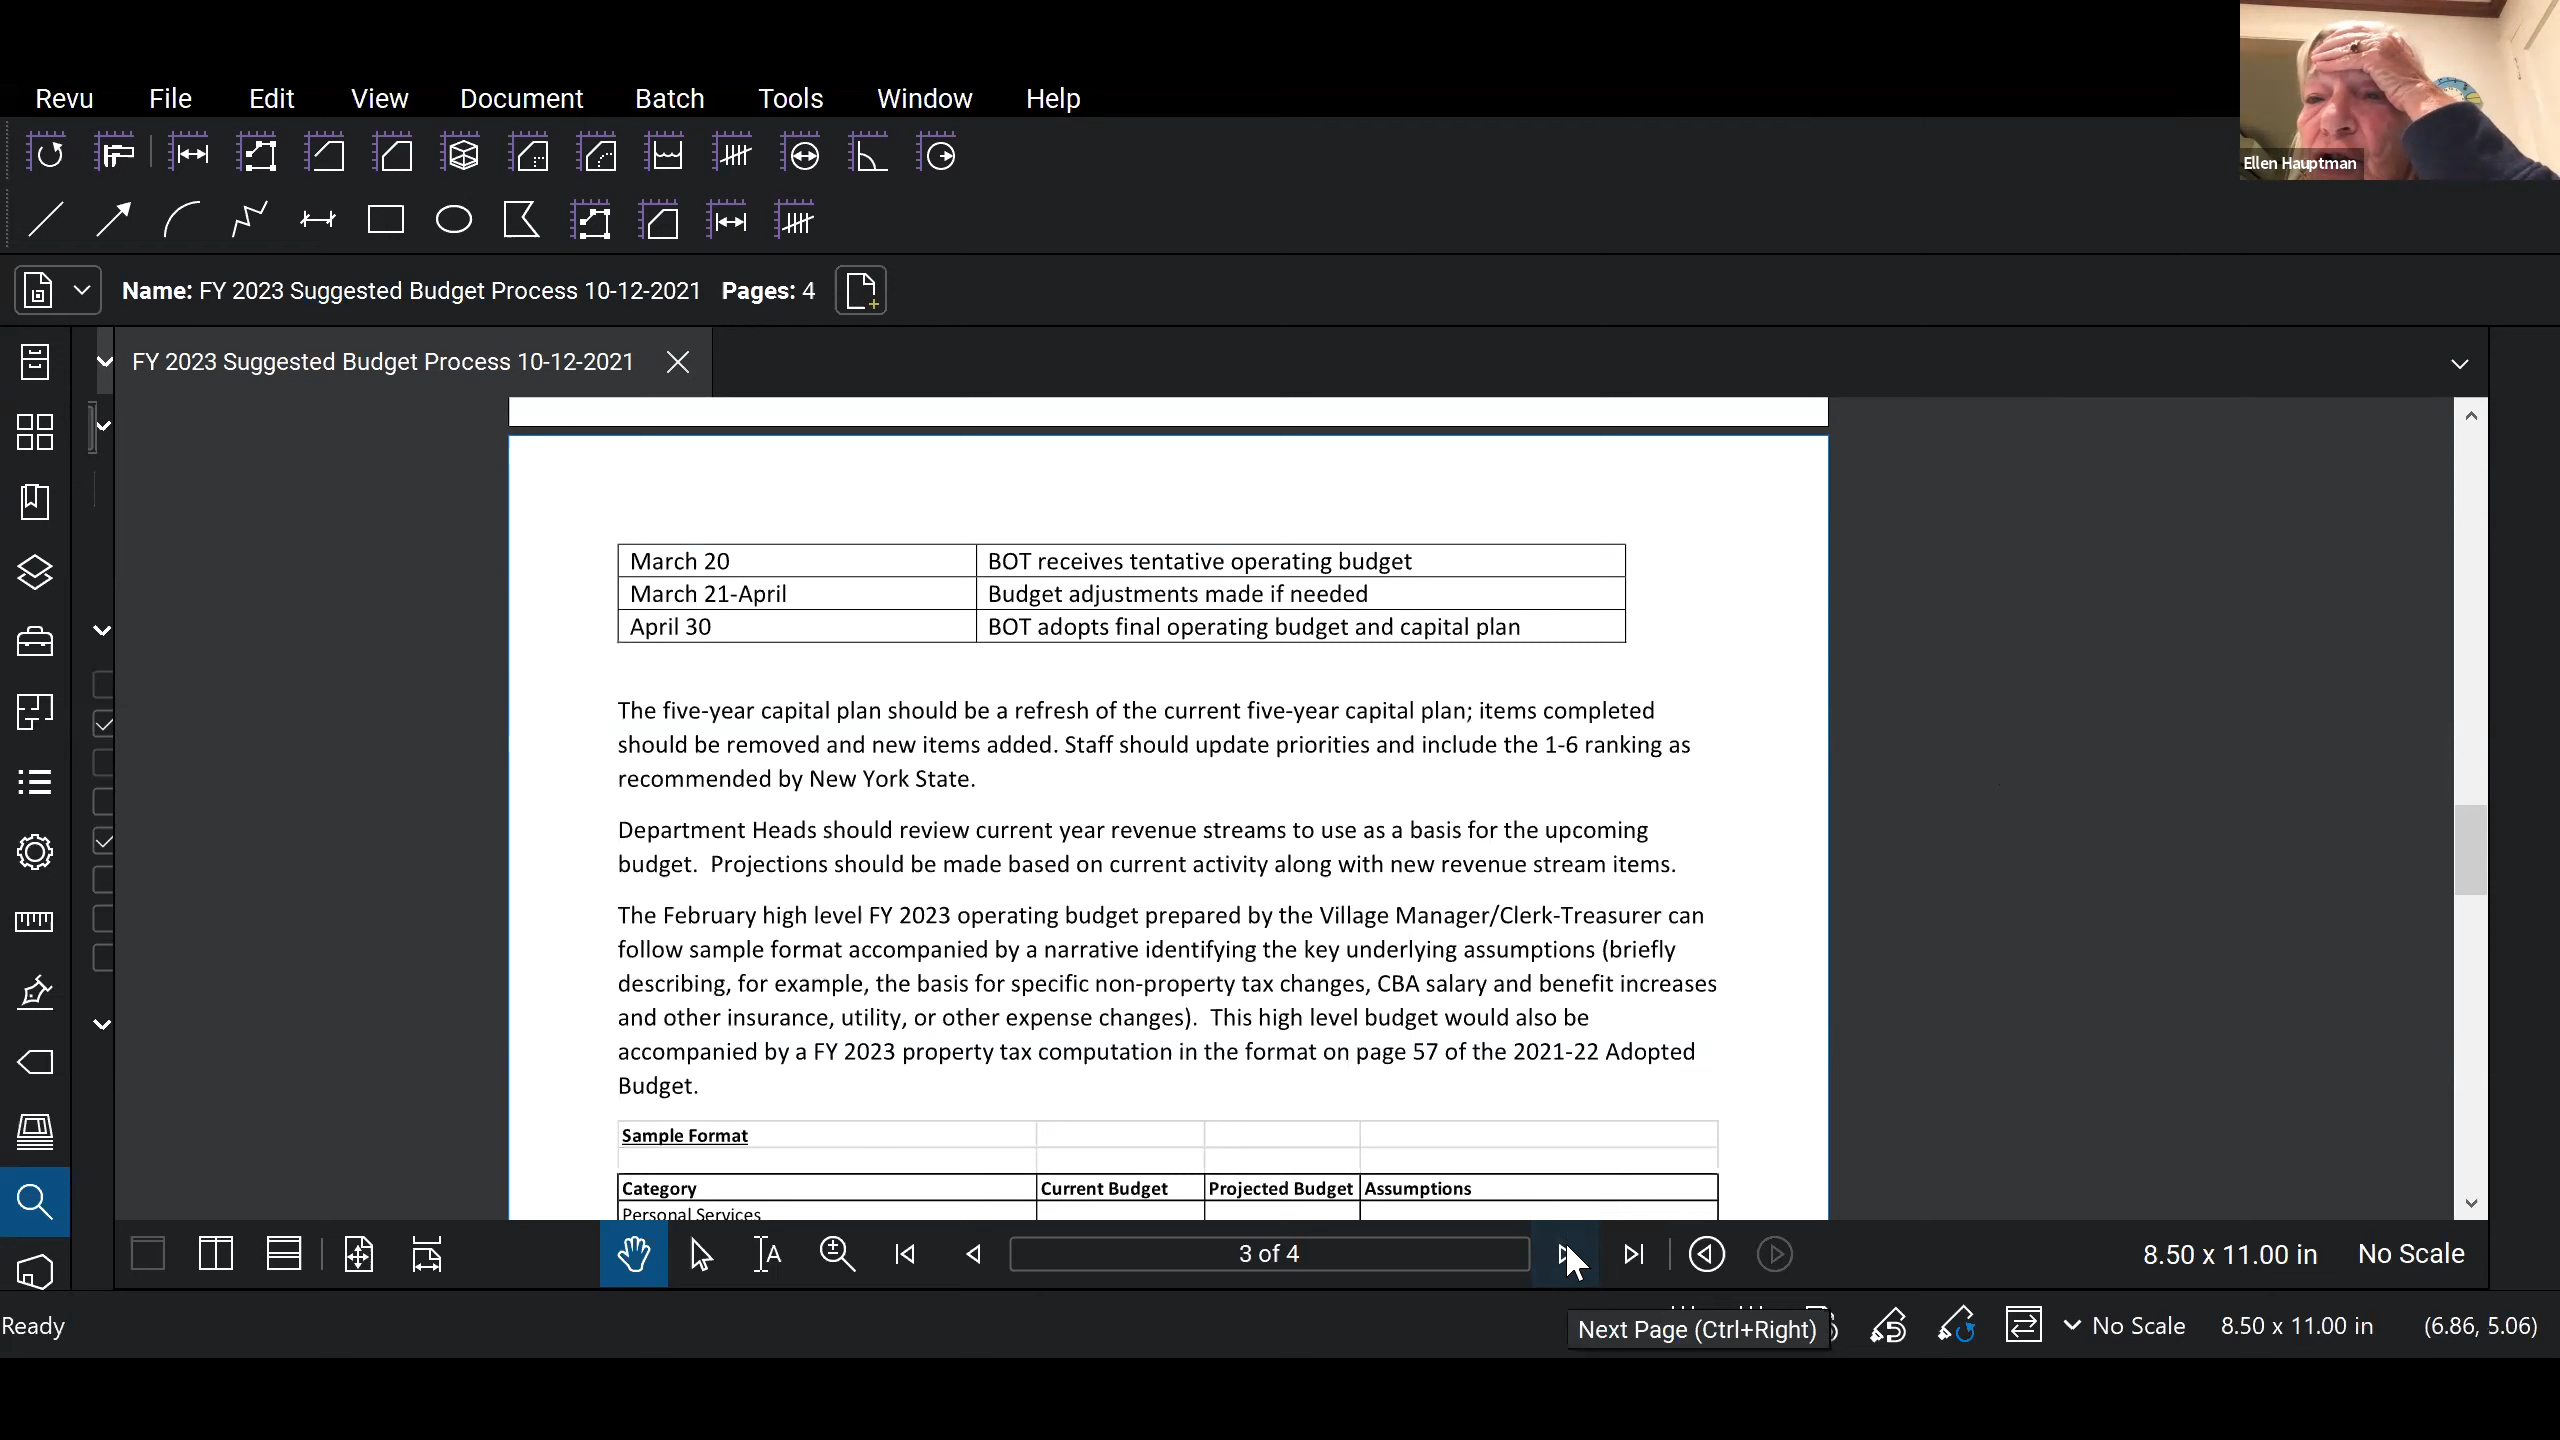 Revu File Edit View Document Batch Tools Window Help
Ellen Hauptman
Name: FY 2023 Suggested Budget Process 10-12-2021 Pages: 4
FY 2023 Suggested Budget Process 10-12-2021
March 20 BOT receives tentative operating budget
March 21-April Budget adjustments made if needed
April 30 BOT adopts final operating budget and capital plan
The five-year capital plan should be a refresh of the current five-year capital plan; items completed
should be removed and new items added. Staff should update priorities and include the 1-6 ranking as
recommended by New York State.
Department Heads should review current year revenue streams to use as a basis for the upcoming
budget.  Projections should be made based on current activity along with new revenue stream items.
The February high level FY 2023 operating budget prepared by the Village Manager/Clerk-Treasurer can
follow sample format accompanied by a narrative identifying the key underlying assumptions (briefly
describing, for example, the basis for specific non-property tax changes, CBA salary and benefit increases
and other insurance, utility, or other expense changes).  This high level budget would also be
accompanied by a FY 2023 property tax computation in the format on page 57 of the 2021-22 Adopted
Budget.
Sample Format
Category Current Budget Projected Budget Assumptions
Personal Services
3 of 4 8.50 x 11.00 in No Scale
Ready Next Page (Ctrl+Right) No Scale 8.50 x 11.00 in (6.86, 5.06)